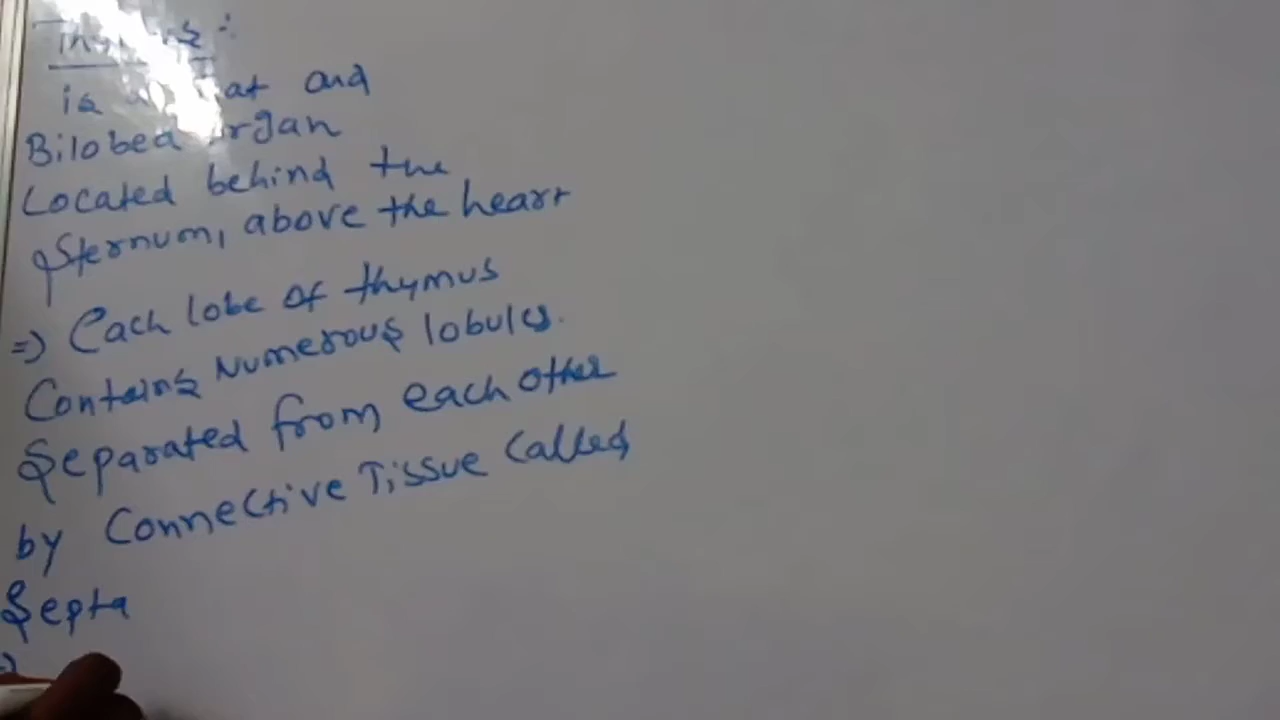 Thymus :-
is a flat and
Bilobed organ
Located behind the
Sternum, above the heart
=) Each lobe of thymus
Contains Numerous lobules.
Separated from each other
by Connective Tissue called
Septa
=)